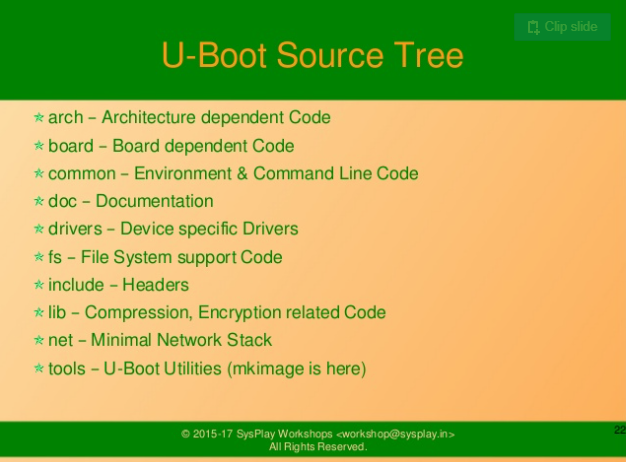 Clip slide
U-Boot Source Tree
arch – Architecture dependent Code
board – Board dependent Code
common – Environment & Command Line Code
doc – Documentation
drivers – Device specific Drivers
fs – File System support Code
include – Headers
lib – Compression, Encryption related Code
net – Minimal Network Stack
tools – U-Boot Utilities (mkimage is here)
© 2015-17 SysPlay Workshops <workshop@sysplay.in>
All Rights Reserved.
22